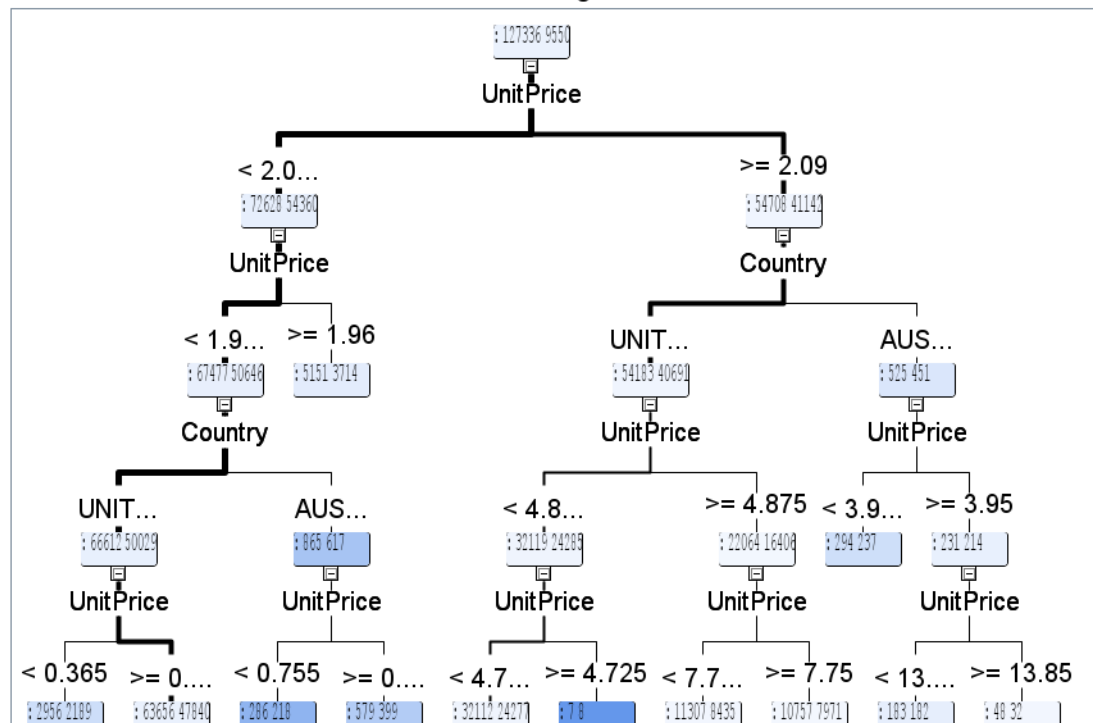 : 127336 9550
UnitPrice
< 2.0... >= 2.09
: 72628 54360 : 54708 41142
UnitPrice Country
< 1.9... >= 1.96 UNIT... AUS...
: 67477 50646 : 5151 3714 : 54183 40691 : 525 451
Country UnitPrice UnitPrice
UNIT... AUS... < 4.8... >= 4.875 < 3.9... >= 3.95
: 66612 50029 : 865 617 : 32119 24285 : 22064 16406 : 294 237 : 231 214
UnitPrice UnitPrice UnitPrice UnitPrice UnitPrice
< 0.365 >= 0.... < 0.755 >= 0.... < 4.7... >= 4.725 < 7.7... >= 7.75 < 13.... >= 13.85
: 2956 2189 : 63656 47840 : 286 218 : 579 399 : 32112 24277 : 7 8 : 11307 8435 : 10757 7971 : 183 182 : 48 32